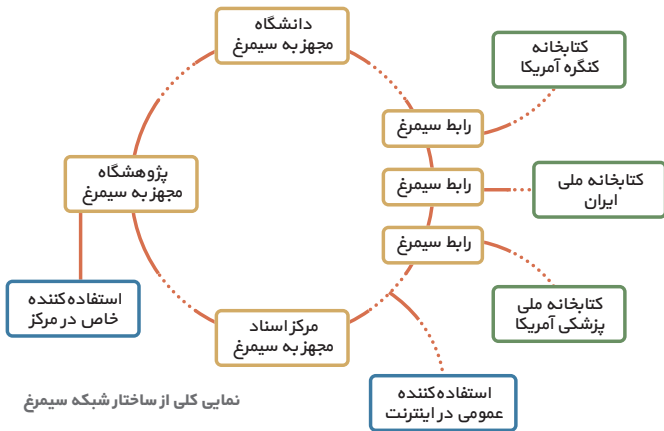 دانشگاه
مجهز به سیمرغ
کتابخانه
کنگره آمریکا
رابط سیمرغ
پژوهشگاه
مجهز به سیمرغ
رابط سیمرغ
کتابخانه ملی
ایران
رابط سیمرغ
استفاده‌کننده
خاص در مرکز
مرکز اسناد
مجهز به سیمرغ
کتابخانه ملی
پزشکی آمریکا
استفاده‌کننده
عمومی در اینترنت
نمایی کلی از ساختار شبکه سیمرغ